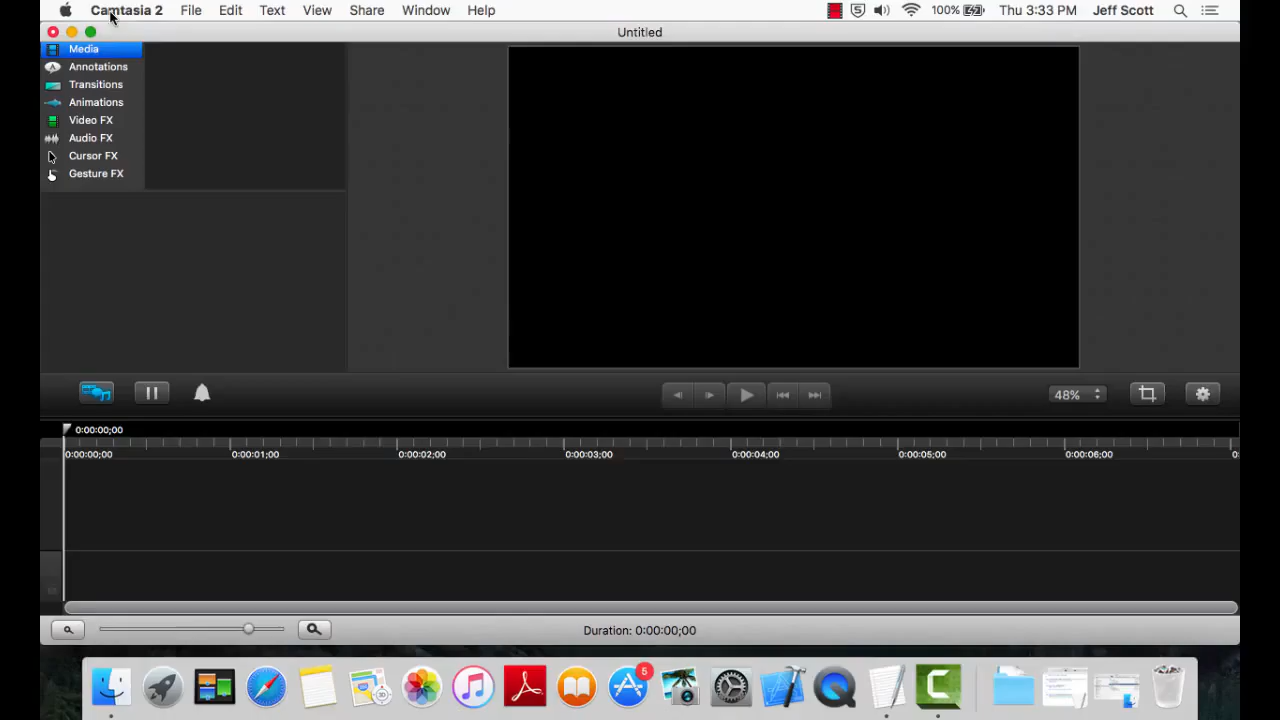 Camtasia 2 File Edit Text View Share Window Help 5 100% Thu 3:33 PM Jeff Scott
Untitled
Media
Annotations
Transitions
Animations
Video FX
Audio FX
Cursor FX
Gesture FX
48%
0:00:00;00
0:00:00;00 0:00:01;00 0:00:02;00 0:00:03;00 0:00:04;00 0:00:05;00 0:00:06;00 0:
Duration: 0:00:00;00
5